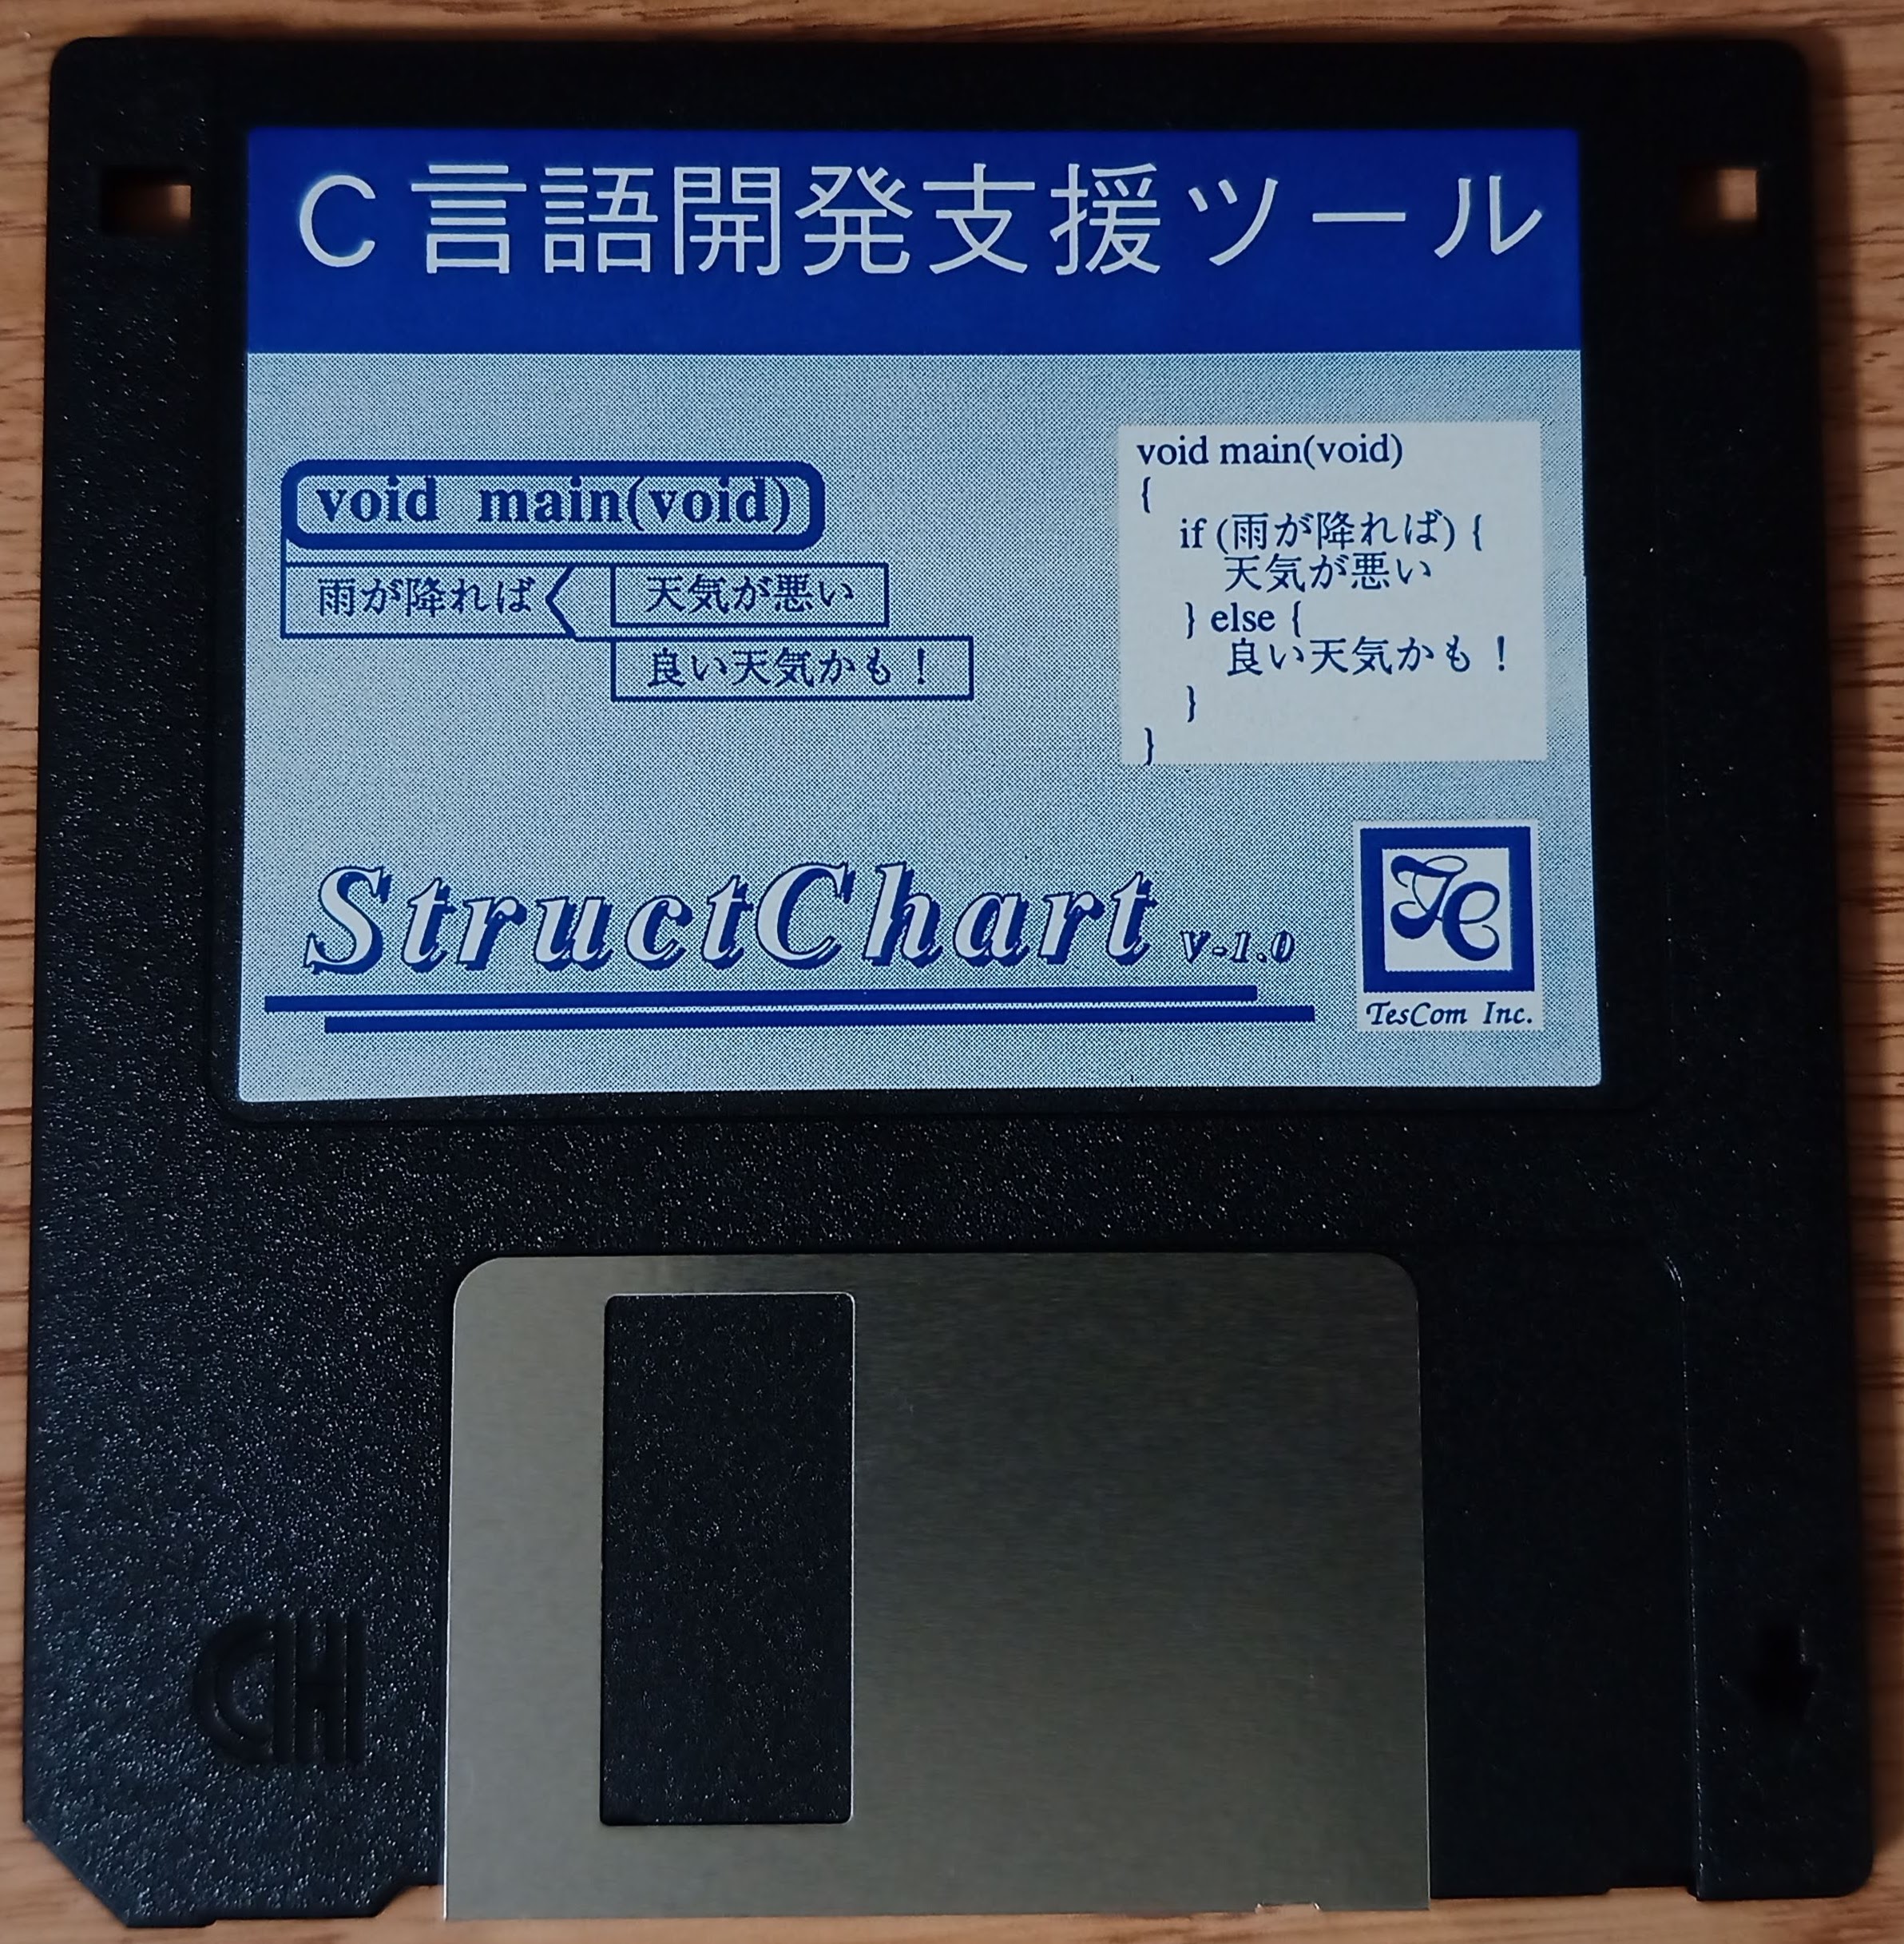 C言語開発支援ツール
void main(void)
雨が降れば
天気が悪い
良い天気かも！
void main(void)
{
if (雨が降れば) {
天気が悪い
} else {
良い天気かも！
}
}
StructChart V-1.0
TC
TesCom Inc.
HD